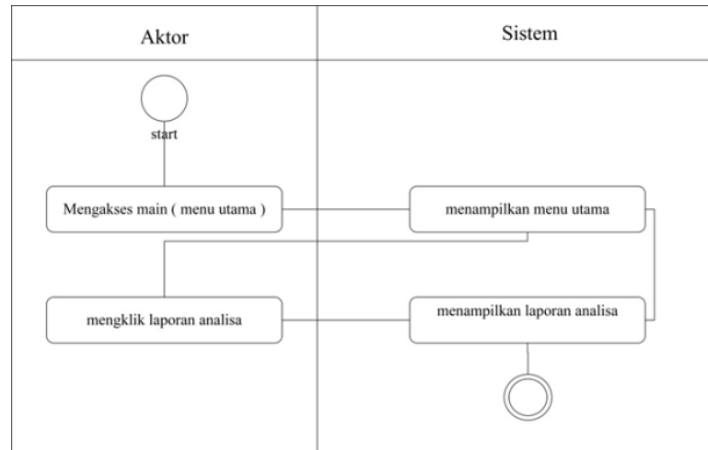 Aktor
Sistem
start
Mengakses main ( menu utama )
menampilkan menu utama
mengklik laporan analisa
menampilkan laporan analisa